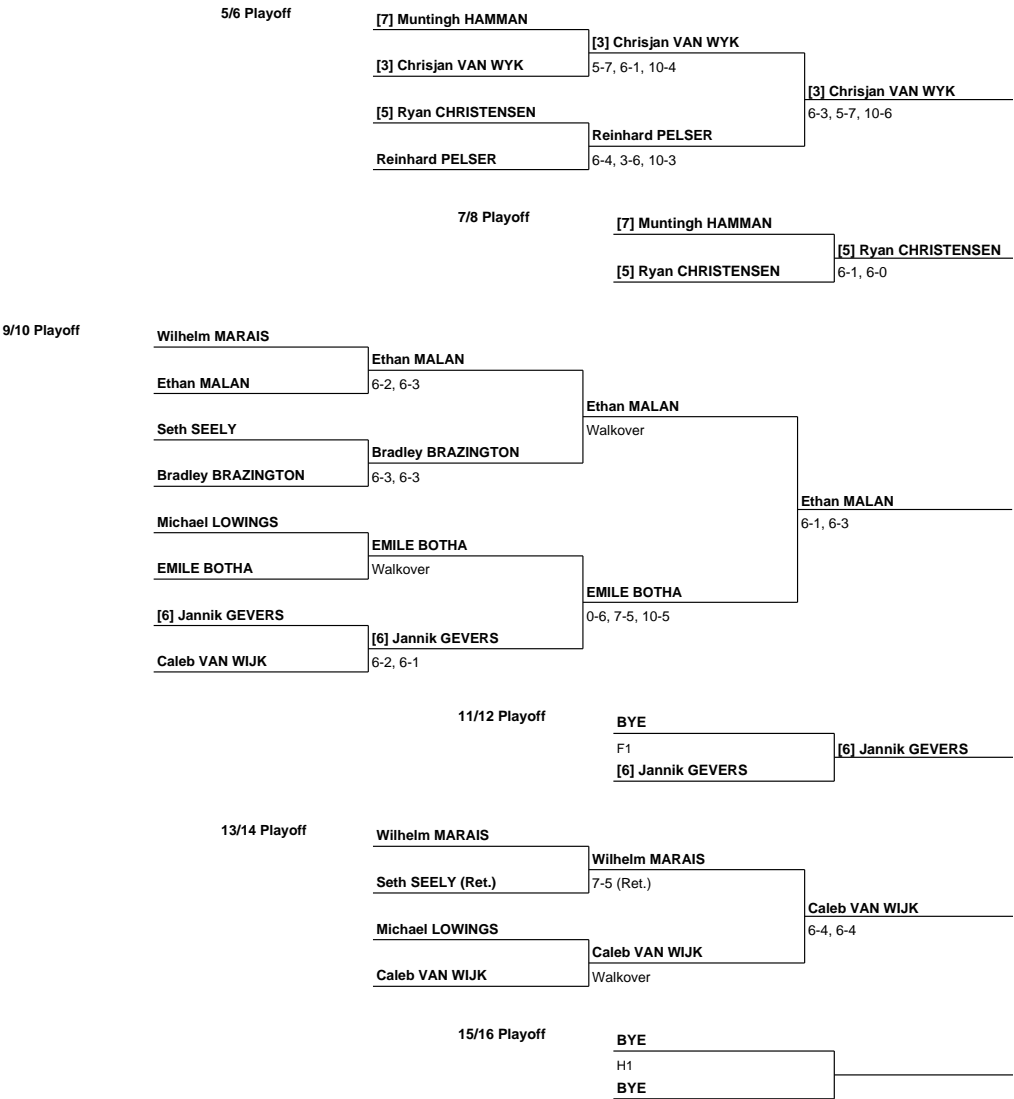 5/6 Playoff
[7] Muntingh HAMMAN
[3] Chrisjan VAN WYK
[3] Chrisjan VAN WYK
5-7, 6-1, 10-4
[3] Chrisjan VAN WYK
[5] Ryan CHRISTENSEN
6-3, 5-7, 10-6
Reinhard PELSER
Reinhard PELSER
6-4, 3-6, 10-3
7/8 Playoff
[7] Muntingh HAMMAN
[5] Ryan CHRISTENSEN
[5] Ryan CHRISTENSEN
6-1, 6-0
9/10 Playoff
Wilhelm MARAIS
Ethan MALAN
Ethan MALAN
6-2, 6-3
Ethan MALAN
Seth SEELY
Walkover
Bradley BRAZINGTON
Bradley BRAZINGTON
6-3, 6-3
Ethan MALAN
Michael LOWINGS
6-1, 6-3
EMILE BOTHA
EMILE BOTHA
Walkover
EMILE BOTHA
[6] Jannik GEVERS
0-6, 7-5, 10-5
[6] Jannik GEVERS
Caleb VAN WIJK
6-2, 6-1
11/12 Playoff
BYE
F1
[6] Jannik GEVERS
[6] Jannik GEVERS
13/14 Playoff
Wilhelm MARAIS
Wilhelm MARAIS
Seth SEELY (Ret.)
7-5 (Ret.)
Caleb VAN WIJK
Michael LOWINGS
6-4, 6-4
Caleb VAN WIJK
Caleb VAN WIJK
Walkover
15/16 Playoff
BYE
H1
BYE